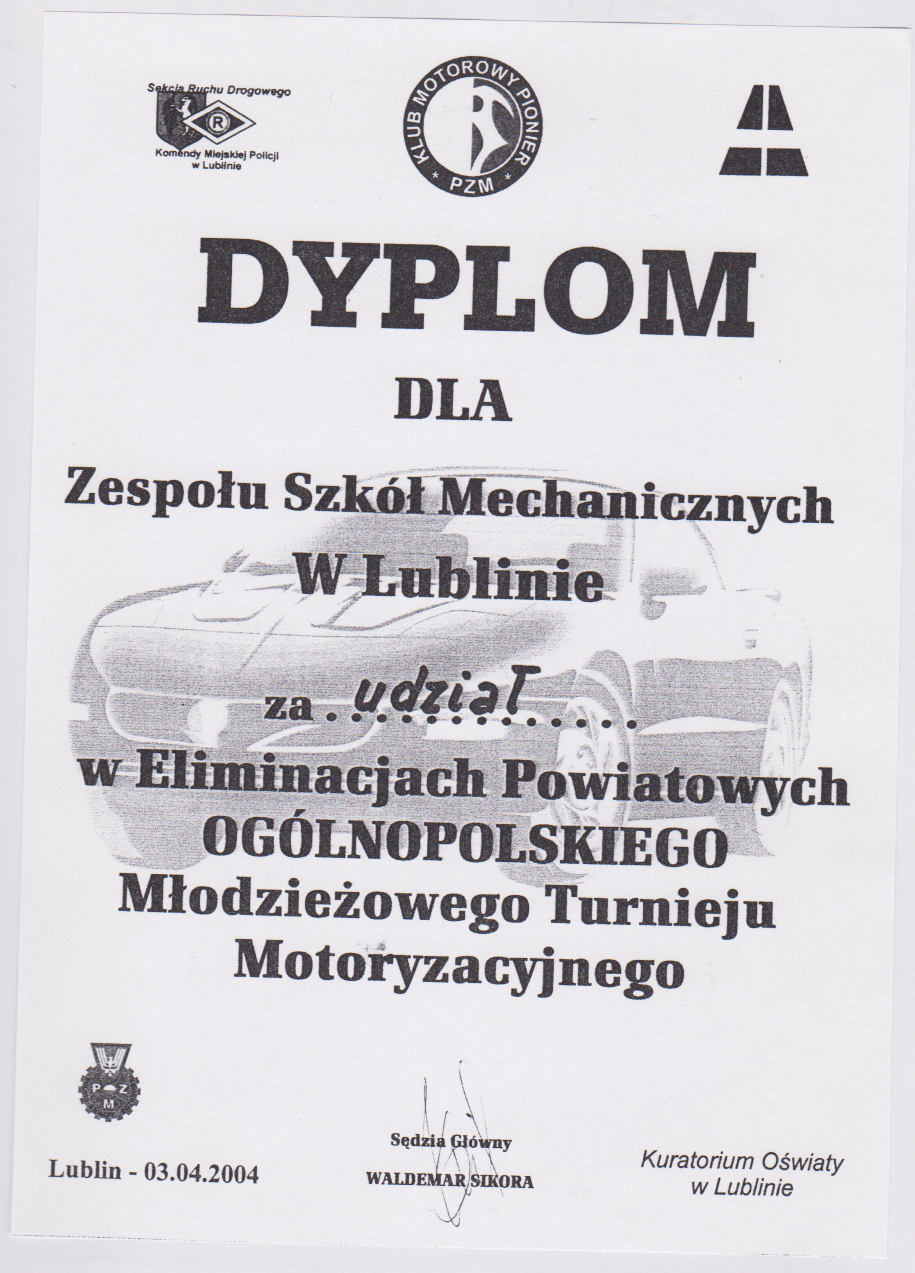 Sekcja Ruchu Drogowego
R
Komendy Miejskiej Policji
w Lublinie
KLUB MOTOROWY PIONIER
* PZM *
DYPLOM
DLA
Zespołu Szkół Mechanicznych
W Lublinie
za . udział . . . . .
w Eliminacjach Powiatowych
OGÓLNOPOLSKIEGO
Młodzieżowego Turnieju
Motoryzacyjnego
P Z
M
Sędzia Główny
Lublin - 03.04.2004
WALDEMAR SIKORA
Kuratorium Oświaty
w Lublinie